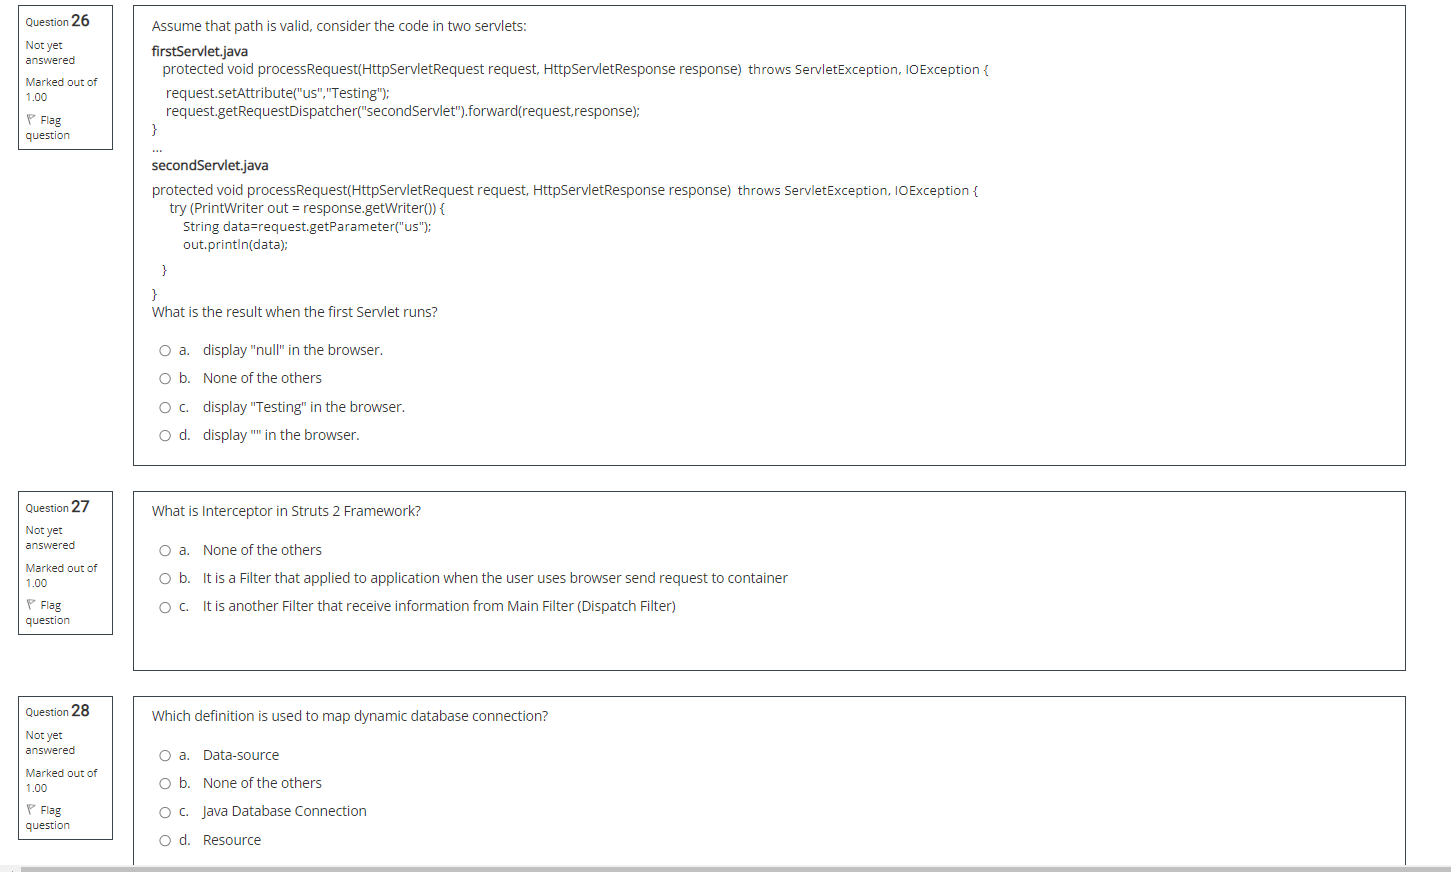 Question 26
Not yet
answered
Marked out of
1.00
Flag
question
Assume that path is valid, consider the code in two servlets:
firstServlet.java
protected void processRequest(HttpServletRequest request, HttpServletResponse response) throws ServletException, IOException {
request.setAttribute("us","Testing");
request.getRequestDispatcher("secondServlet").forward(request,response);
}
...
secondServlet.java
protected void processRequest(HttpServletRequest request, HttpServletResponse response) throws ServletException, IOException {
try (PrintWriter out = response.getWriter()) {
String data=request.getParameter("us");
out.println(data);
}
}
What is the result when the first Servlet runs?
a. display "null" in the browser.
b. None of the others
c. display "Testing" in the browser.
d. display "" in the browser.
Question 27
Not yet
answered
Marked out of
1.00
Flag
question
What is Interceptor in Struts 2 Framework?
a. None of the others
b. It is a Filter that applied to application when the user uses browser send request to container
c. It is another Filter that receive information from Main Filter (Dispatch Filter)
Question 28
Not yet
answered
Marked out of
1.00
Flag
question
Which definition is used to map dynamic database connection?
a. Data-source
b. None of the others
c. Java Database Connection
d. Resource